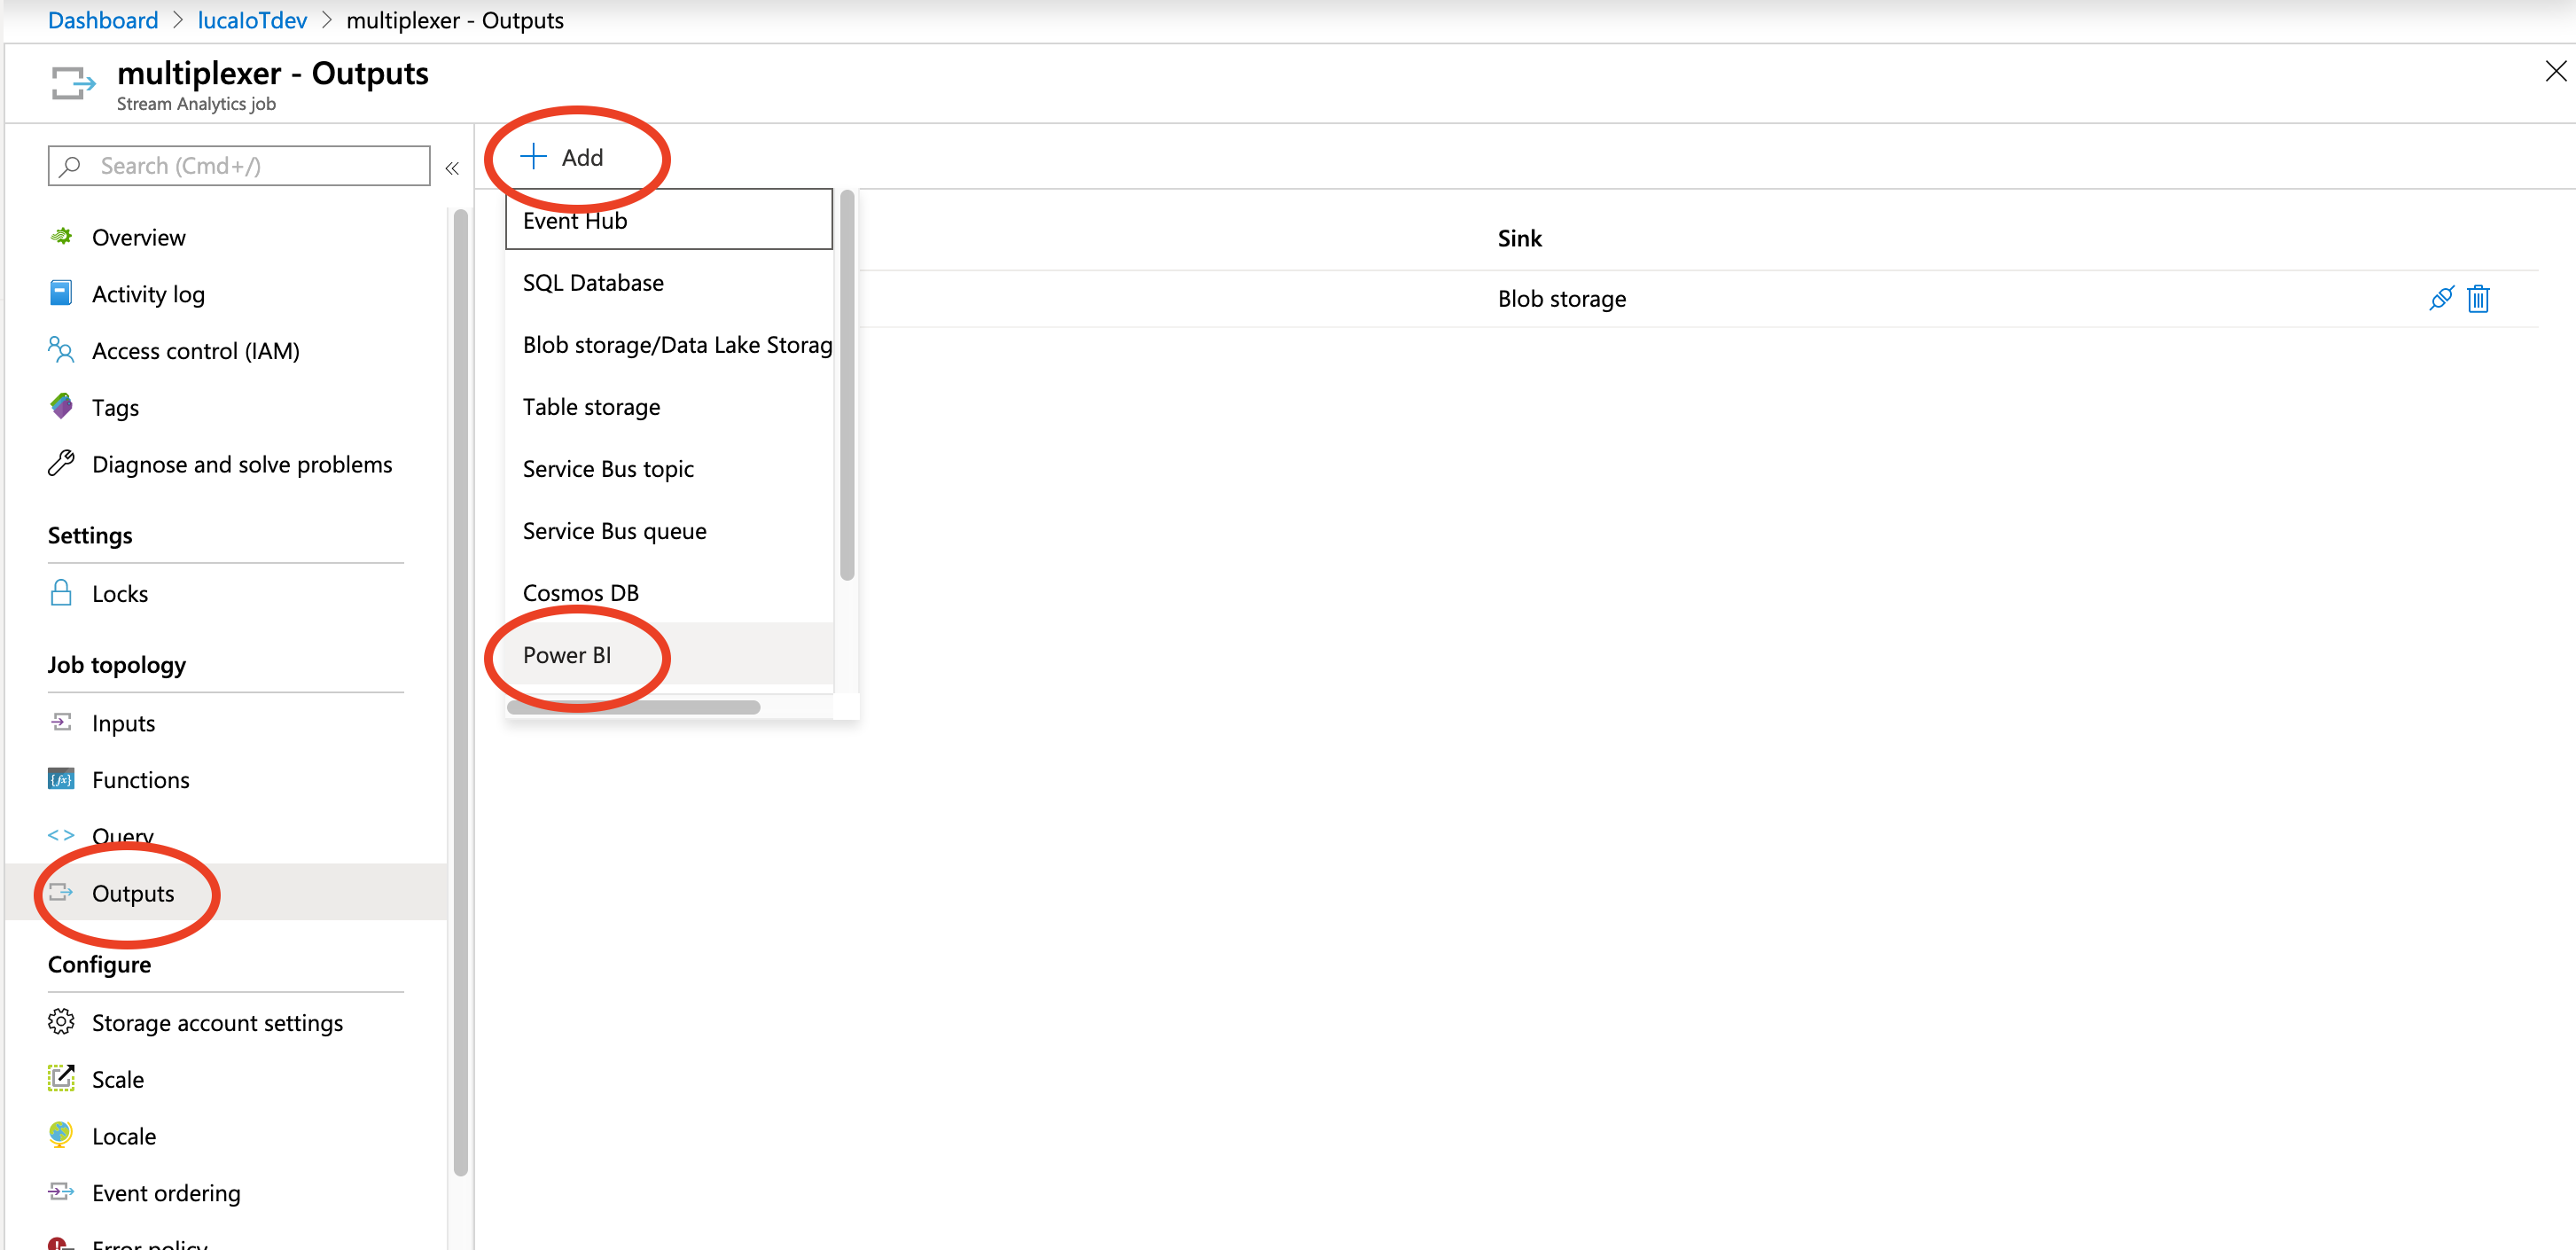 Dashboard > lucaIoTdev > multiplexer - Outputs
multiplexer - Outputs
Stream Analytics job
Search (Cmd+/)
«
Overview
Activity log
Access control (IAM)
Tags
Diagnose and solve problems
Settings
Locks
Job topology
Inputs
Functions
Query
Outputs
Configure
Storage account settings
Scale
Locale
Event ordering
Error policy
+ Add
Event Hub
SQL Database
Blob storage/Data Lake Storag
Table storage
Service Bus topic
Service Bus queue
Cosmos DB
Power BI
Sink
Blob storage